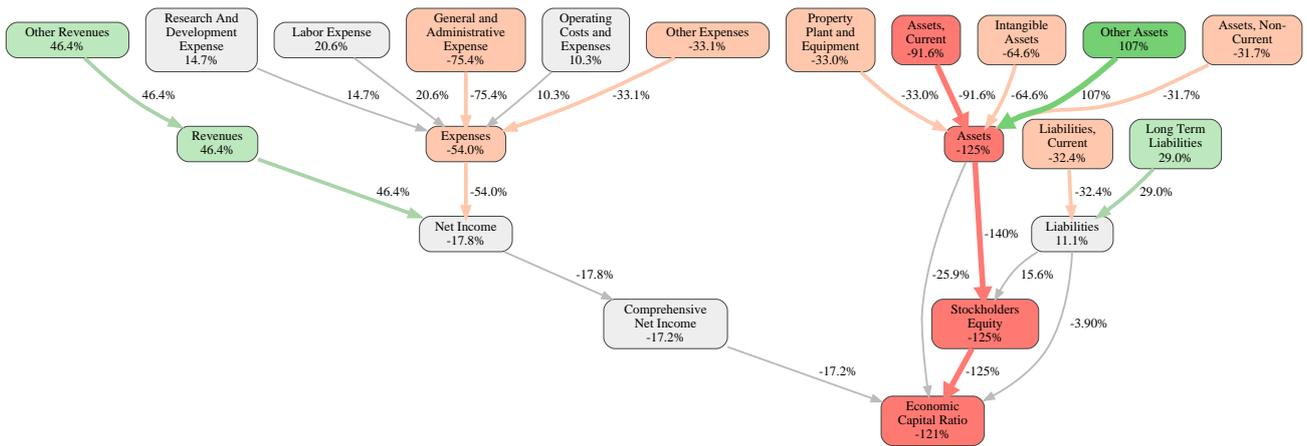 Other Revenues
46.4%
Research And
Development
Expense
14.7%
Labor Expense
20.6%
General and
Administrative
Expense
-75.4%
Operating
Costs and
Expenses
10.3%
Other Expenses
-33.1%
Property
Plant and
Equipment
-33.0%
Assets,
Current
-91.6%
Intangible
Assets
-64.6%
Other Assets
107%
Assets, Non-
Current
-31.7%
46.4%
14.7%
20.6%
-75.4%
10.3%
-33.1%
-33.0%
-91.6%
-64.6%
107%
-31.7%
Revenues
46.4%
Expenses
-54.0%
Assets
-125%
Liabilities,
Current
-32.4%
Long Term
Liabilities
29.0%
46.4%
-54.0%
-32.4%
29.0%
Net Income
-17.8%
-140%
Liabilities
11.1%
-17.8%
-25.9%
15.6%
Comprehensive
Net Income
-17.2%
Stockholders
Equity
-125%
-3.90%
-17.2%
-125%
Economic
Capital Ratio
-121%